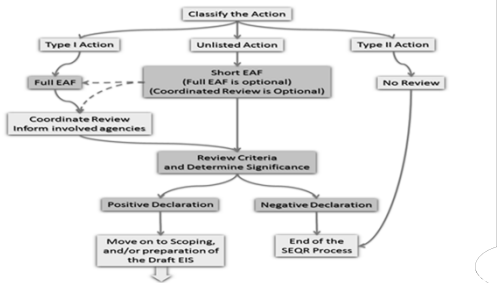 Classify the Action
Type I Action
Unlisted Action
Type II Action
Full EAF
Short EAF
(Full EAF is optional)
(Coordinated Review is Optional)
No Review
Coordinate Review
Inform involved agencies
Review Criteria
and Determine Significance
Positive Declaration
Negative Declaration
Move on to Scoping,
and/or preparation of
the Draft EIS
End of the
SEQR Process